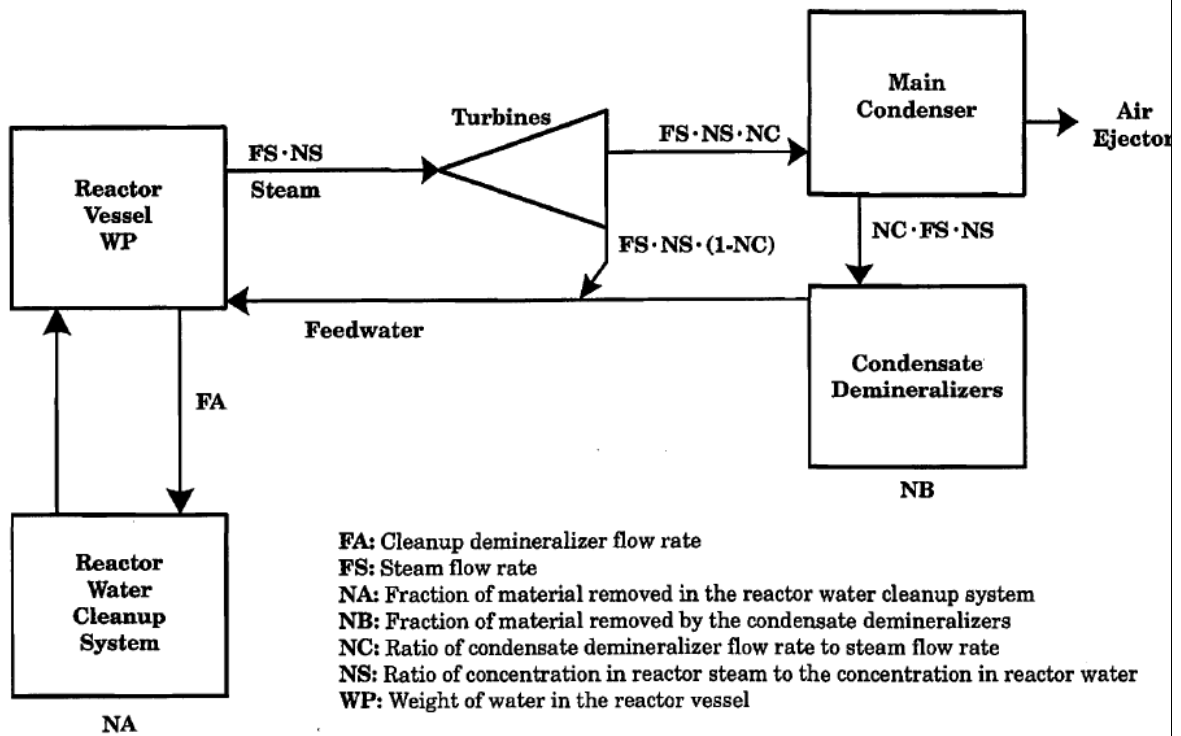 Main
Condenser
Air
Ejector
Turbines
FS·NS·NC
FS·NS
Steam
Reactor
Vessel
WP
FS·NS·(1-NC)
NC·FS·NS
Feedwater
Condensate
Demineralizers
FA
NB
Reactor
Water
Cleanup
System
NA
FA: Cleanup demineralizer flow rate
FS: Steam flow rate
NA: Fraction of material removed in the reactor water cleanup system
NB: Fraction of material removed by the condensate demineralizers
NC: Ratio of condensate demineralizer flow rate to steam flow rate
NS: Ratio of concentration in reactor steam to the concentration in reactor water
WP: Weight of water in the reactor vessel